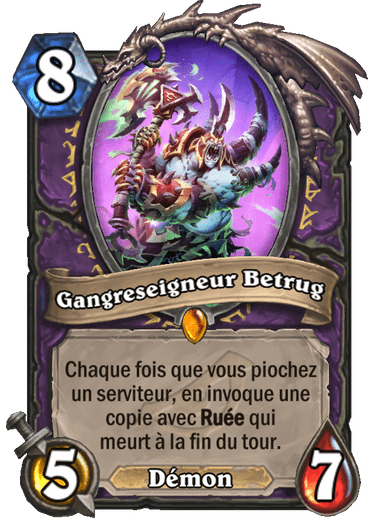 8
Gangreseigneur Betrug
Chaque fois que vous piochez
un serviteur, en invoque une
copie avec Ruée qui
meurt à la fin du tour.
5
Démon
7